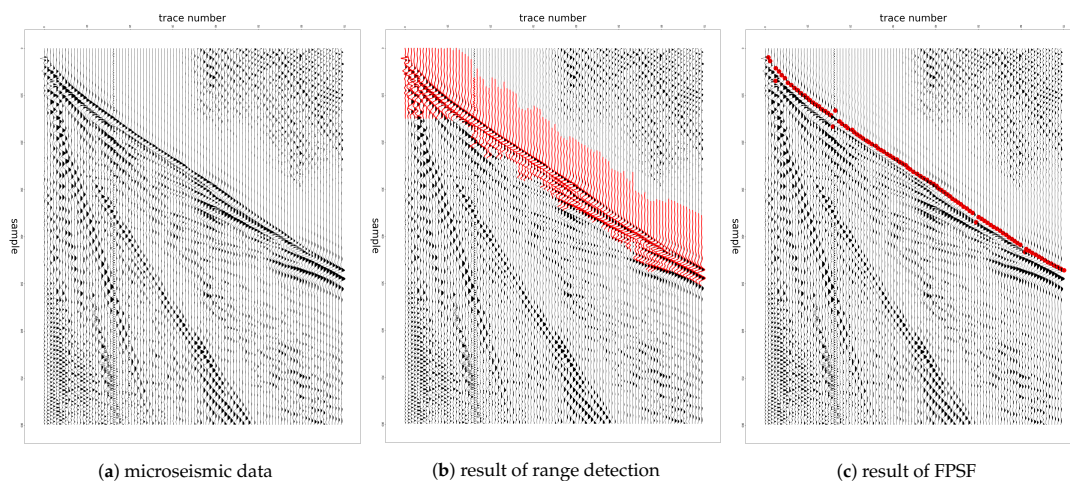 trace number
trace number
trace number
sample
sample
sample
(a) microseismic data
(b) result of range detection
(c) result of FPSF